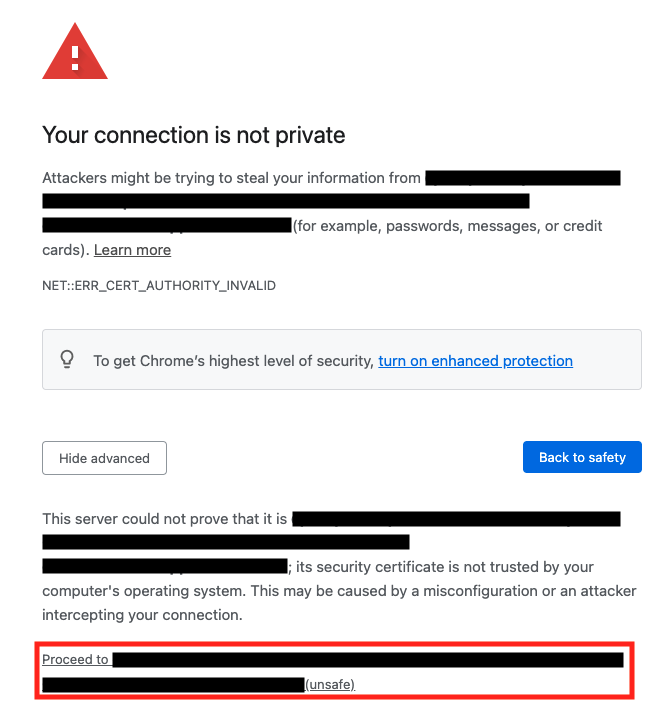 Your connection is not private
Attackers might be trying to steal your information from
(for example, passwords, messages, or credit
cards). Learn more
NET::ERR_CERT_AUTHORITY_INVALID
To get Chrome's highest level of security, turn on enhanced protection
Hide advanced
Back to safety
This server could not prove that it is
; its security certificate is not trusted by your
computer's operating system. This may be caused by a misconfiguration or an attacker
intercepting your connection.
Proceed to
(unsafe)